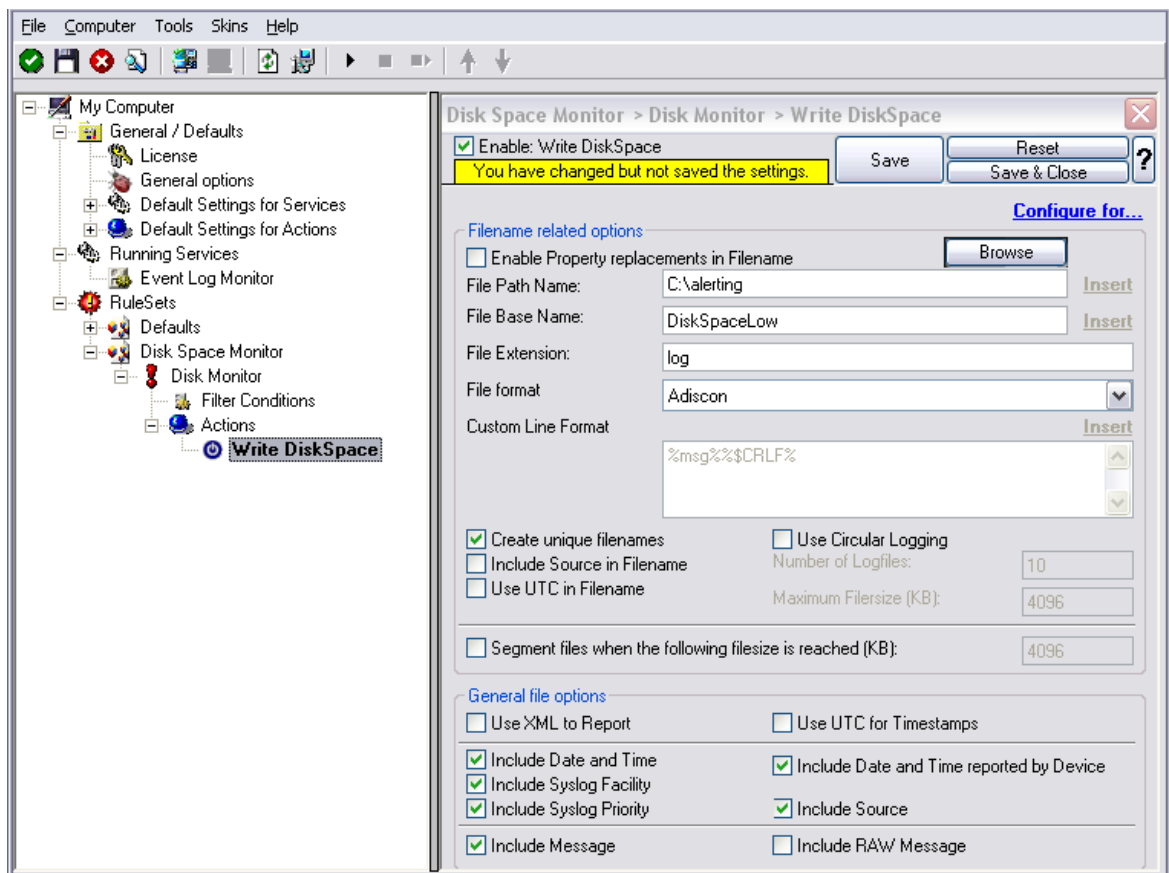 File Computer Tools Skins Help
My Computer
General / Defaults
License
General options
Default Settings for Services
Default Settings for Actions
Running Services
Event Log Monitor
RuleSets
Defaults
Disk Space Monitor
Disk Monitor
Filter Conditions
Actions
Write DiskSpace
Disk Space Monitor > Disk Monitor > Write DiskSpace
Enable: Write DiskSpace
You have changed but not saved the settings.
Save
Reset
Save & Close
?
Configure for...
Filename related options
Enable Property replacements in Filename
Browse
File Path Name: C:\alerting Insert
File Base Name: DiskSpaceLow Insert
File Extension: log
File format Adiscon
Custom Line Format Insert
%msg%%$CRLF%
Create unique filenames Use Circular Logging
Include Source in Filename Number of Logfiles: 10
Use UTC in Filename Maximum Filersize (KB): 4096
Segment files when the following filesize is reached (KB): 4096
General file options
Use XML to Report Use UTC for Timestamps
Include Date and Time Include Date and Time reported by Device
Include Syslog Facility
Include Syslog Priority Include Source
Include Message Include RAW Message